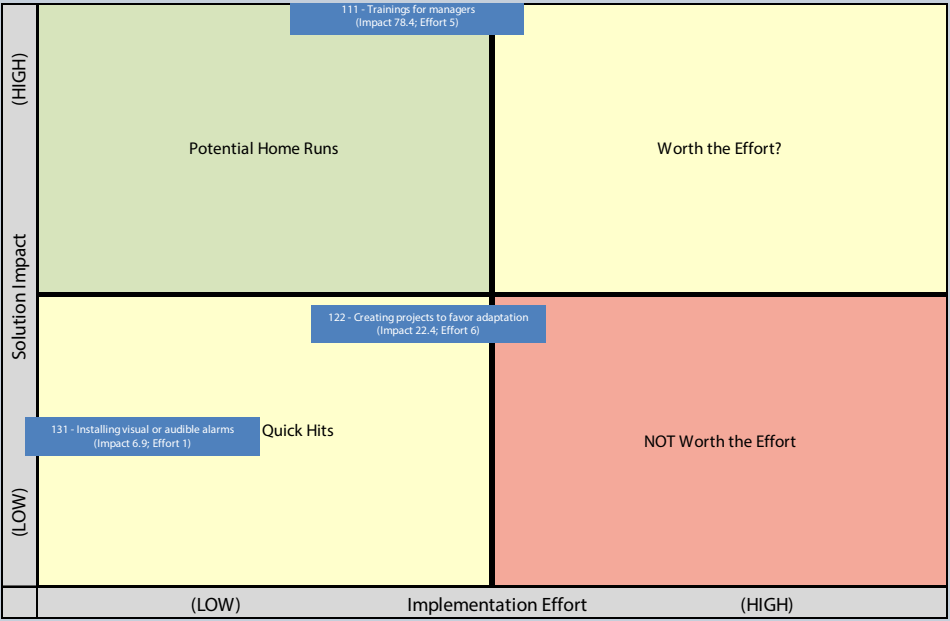 111 - Trainings for managers
(Impact 78.4; Effort 5)
(HIGH)
Potential Home Runs
Worth the Effort?
Solution Impact
122 - Creating projects to favor adaptation
(Impact 22.4; Effort 6)
131 - Installing visual or audible alarms
(Impact 6.9; Effort 1)
Quick Hits
NOT Worth the Effort
(LOW)
(LOW)
Implementation Effort
(HIGH)